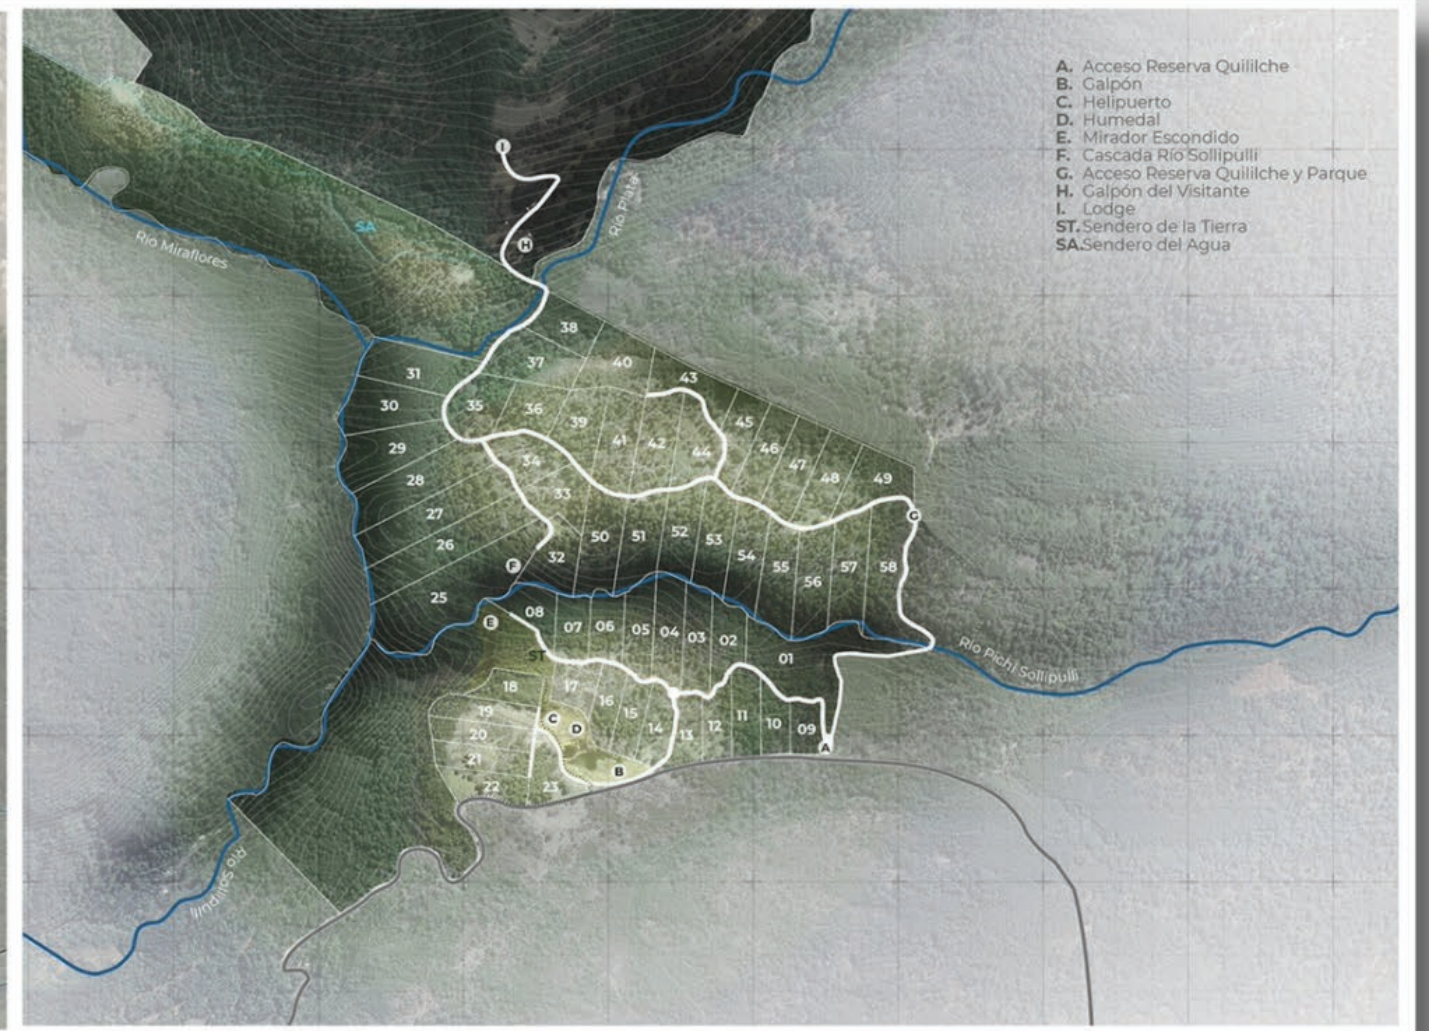 A. Acceso Reserva Quililche
B. Galpón
C. Helipuerto
D. Humedal
E. Mirador Escondido
F. Cascada Río Sollipulli
G. Acceso Reserva Quililche y Parque
H. Galpón del Visitante
I. Lodge
ST. Sendero de la Tierra
SA. Sendero del Agua
I
Río Plata
SA
H
Río Miraflores
38
37
40
31
43
30
35
36
39
45
29
41
42
44
46
34
47
28
48
49
33
27
G
50
51
52
53
26
32
54
F
55
57
58
56
25
08
E
07
06
05
04
03
02
ST
01
Río Pichi Sollipulli
18
17
16
19
C
15
11
D
14
13
12
10
09
20
A
21
B
22
23
Río Sollipulli